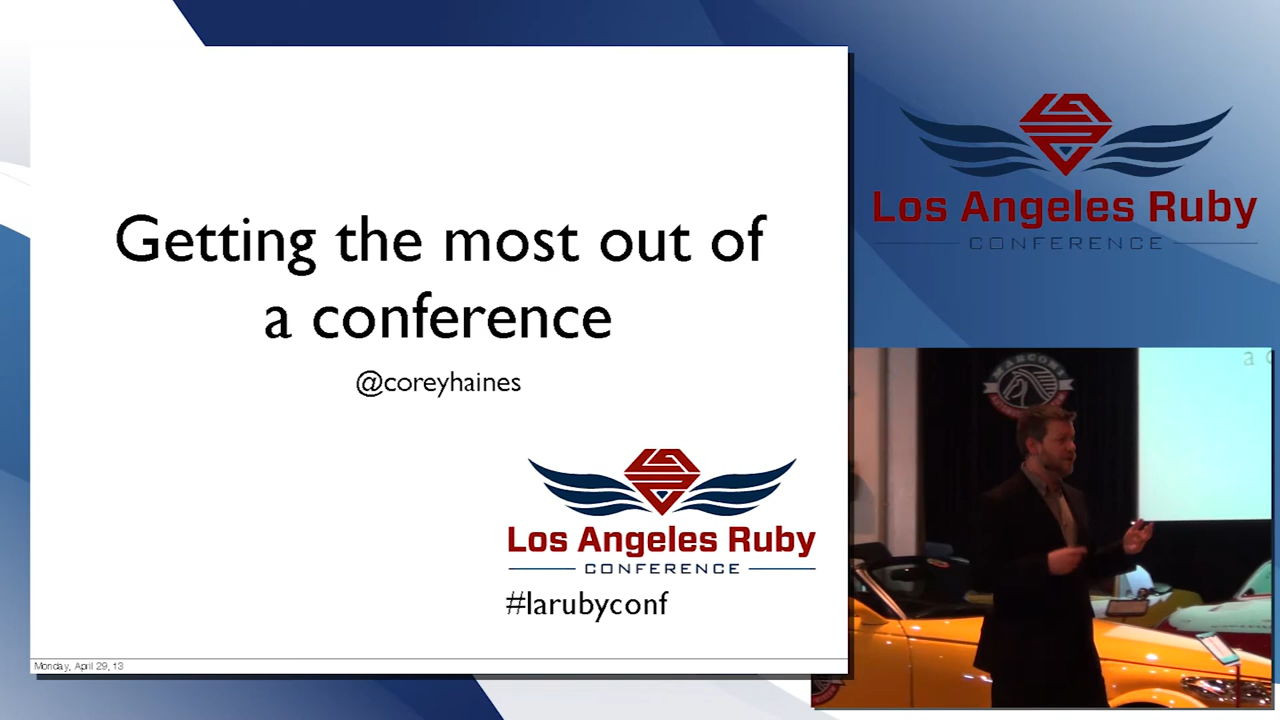 Getting the most out of
a conference
@coreyhaines
Los Angeles Ruby
CONFERENCE
#larubyconf
Monday, April 29, 13
Los Angeles Ruby
CONFERENCE
MARCONI
a c